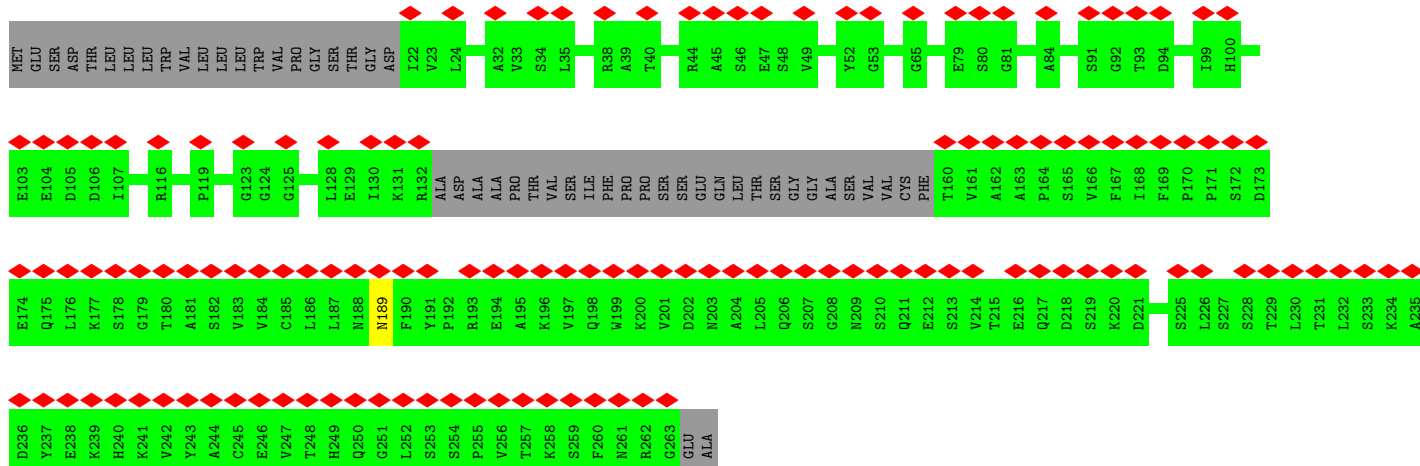 MET GLU SER ASP THR LEU LEU LEU TRP VAL LEU LEU LEU TRP VAL PRO GLY SER THR GLY ASP I22 V23 L24 A32 V33 S34 L35 R38 A39 T40 R44 A45 S46 E47 S48 V49 Y52 G53 G65 E79 S80 G81 A84 S91 G92 T93 D94 I99 H100
E103 E104 D105 D106 I107 R116 P119 G123 G124 G125 L128 E129 I130 K131 R132 ALA ASP ALA ALA PRO THR VAL SER ILE PHE PRO PRO SER SER GLU GLN LEU THR SER GLY GLY ALA SER VAL VAL CYS PHE T160 V161 A162 A163 P164 S165 V166 F167 I168 F169 P170 P171 S172 D173
E174 Q175 L176 K177 S178 G179 T180 A181 S182 V183 V184 C185 L186 L187 N188 N189 F190 Y191 P192 R193 E194 A195 K196 V197 Q198 W199 K200 V201 D202 N203 A204 L205 Q206 S207 G208 N209 S210 Q211 E212 S213 V214 T215 E216 Q217 D218 S219 K220 D221 S225 L226 S227 S228 T229 L230 T231 L232 S233 K234 A235
D236 Y237 E238 K239 H240 K241 V242 Y243 A244 C245 E246 V247 T248 H249 Q250 G251 L252 S253 S254 P255 V256 T257 K258 S259 F260 N261 R262 G263 GLU ALA